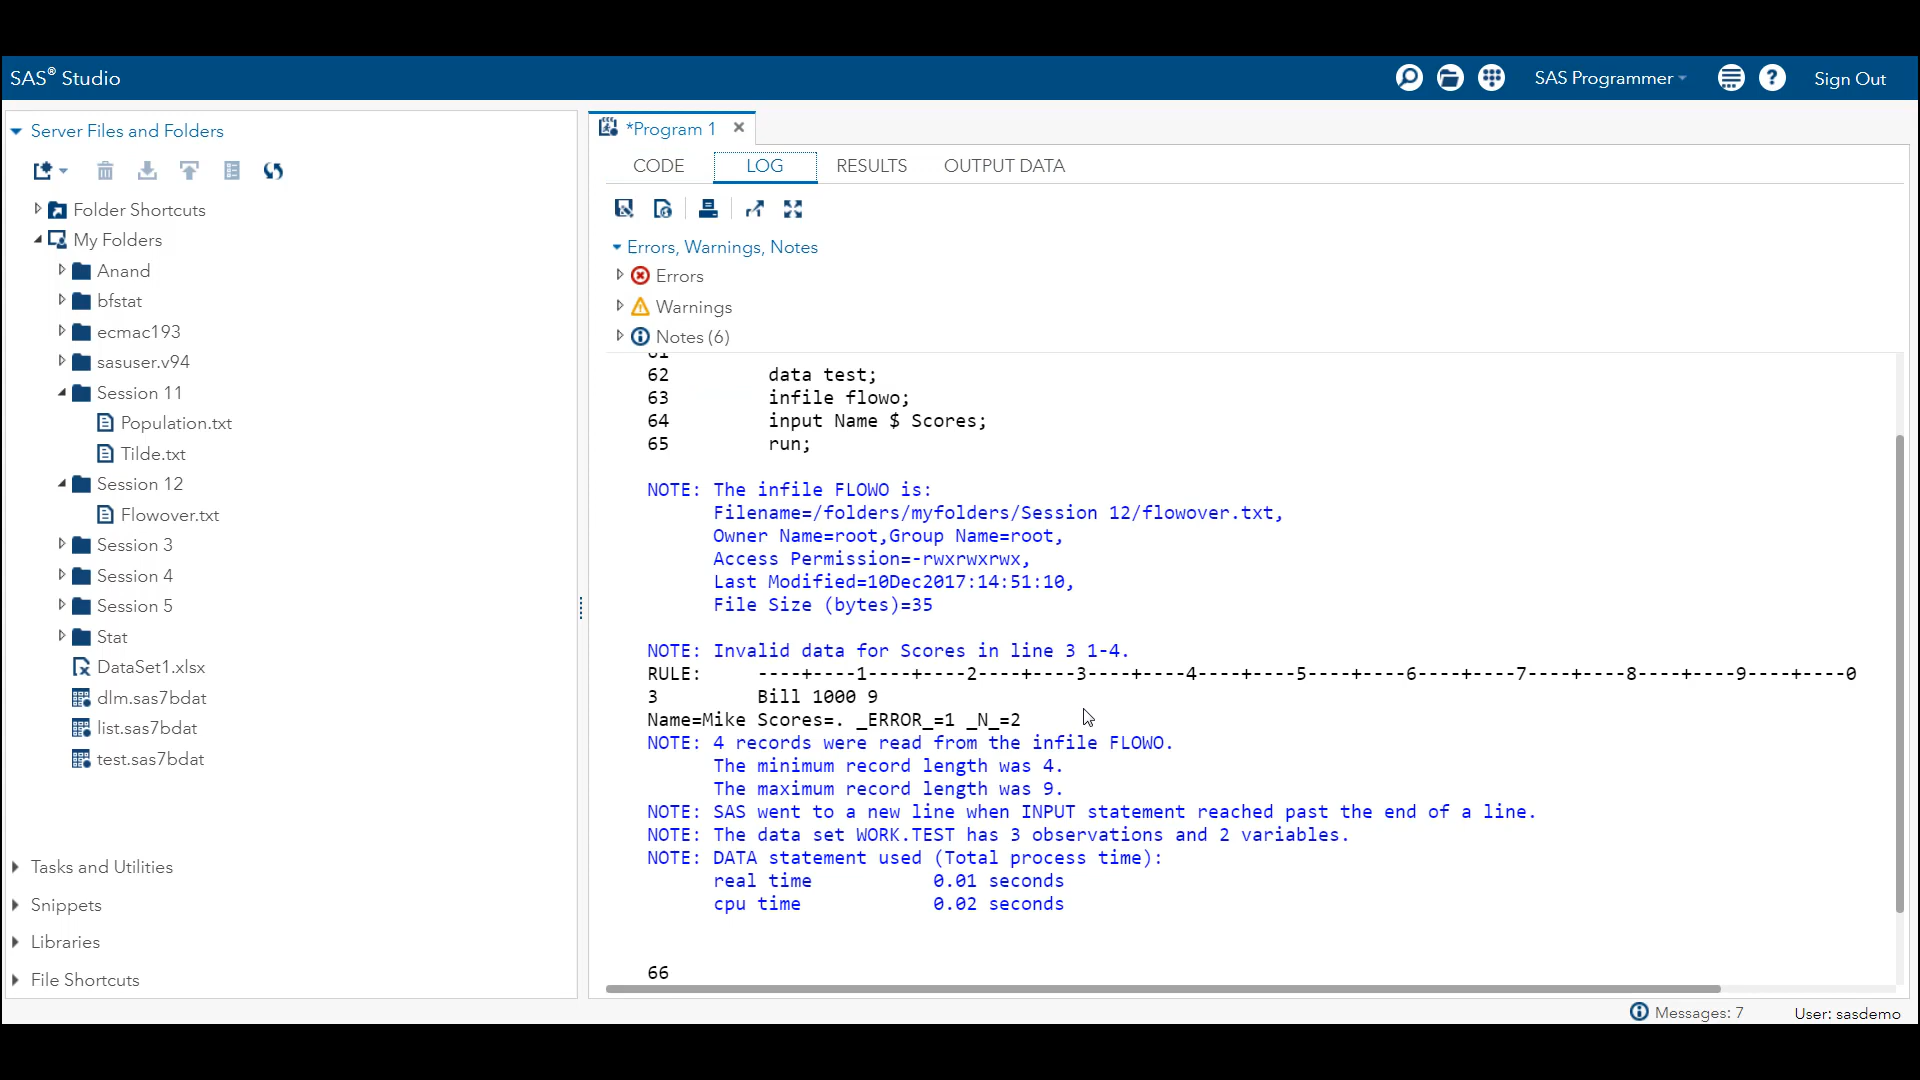 SAS® Studio
SAS Programmer
Sign Out
Server Files and Folders
Folder Shortcuts
My Folders
Anand
bfstat
ecmac193
sasuser.v94
Session 11
Population.txt
Tilde.txt
Session 12
Flowover.txt
Session 3
Session 4
Session 5
Stat
DataSet1.xlsx
dlm.sas7bdat
list.sas7bdat
test.sas7bdat
Tasks and Utilities
Snippets
Libraries
File Shortcuts
*Program 1
CODE LOG RESULTS OUTPUT DATA
Errors, Warnings, Notes
Errors
Warnings
Notes (6)
61
62 data test;
63 infile flowo;
64 input Name $ Scores;
65 run;
NOTE: The infile FLOWO is:
Filename=/folders/myfolders/Session 12/flowover.txt,
Owner Name=root,Group Name=root,
Access Permission=-rwxrwxrwx,
Last Modified=10Dec2017:14:51:10,
File Size (bytes)=35
NOTE: Invalid data for Scores in line 3 1-4.
RULE: ----+----1----+----2----+----3----+----4----+----5----+----6----+----7----+----8----+----9----+----0
3 Bill 1000 9
Name=Mike Scores=. _ERROR_=1 _N_=2
NOTE: 4 records were read from the infile FLOWO.
The minimum record length was 4.
The maximum record length was 9.
NOTE: SAS went to a new line when INPUT statement reached past the end of a line.
NOTE: The data set WORK.TEST has 3 observations and 2 variables.
NOTE: DATA statement used (Total process time):
real time 0.01 seconds
cpu time 0.02 seconds
66
Messages: 7
User: sasdemo